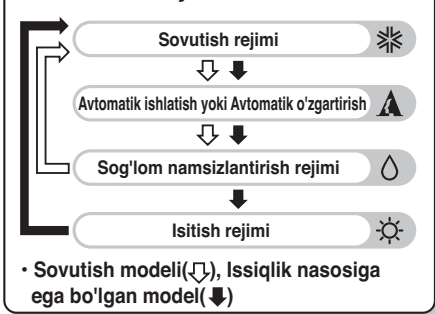 Sovutish rejimi
Avtomatik ishlatish yoki Avtomatik o'zgartirish
Sog'lom namsizlantirish rejimi
Isitish rejimi
• Sovutish modeli(⇩), Issiqlik nasosiga
ega bo'lgan model(⬇)